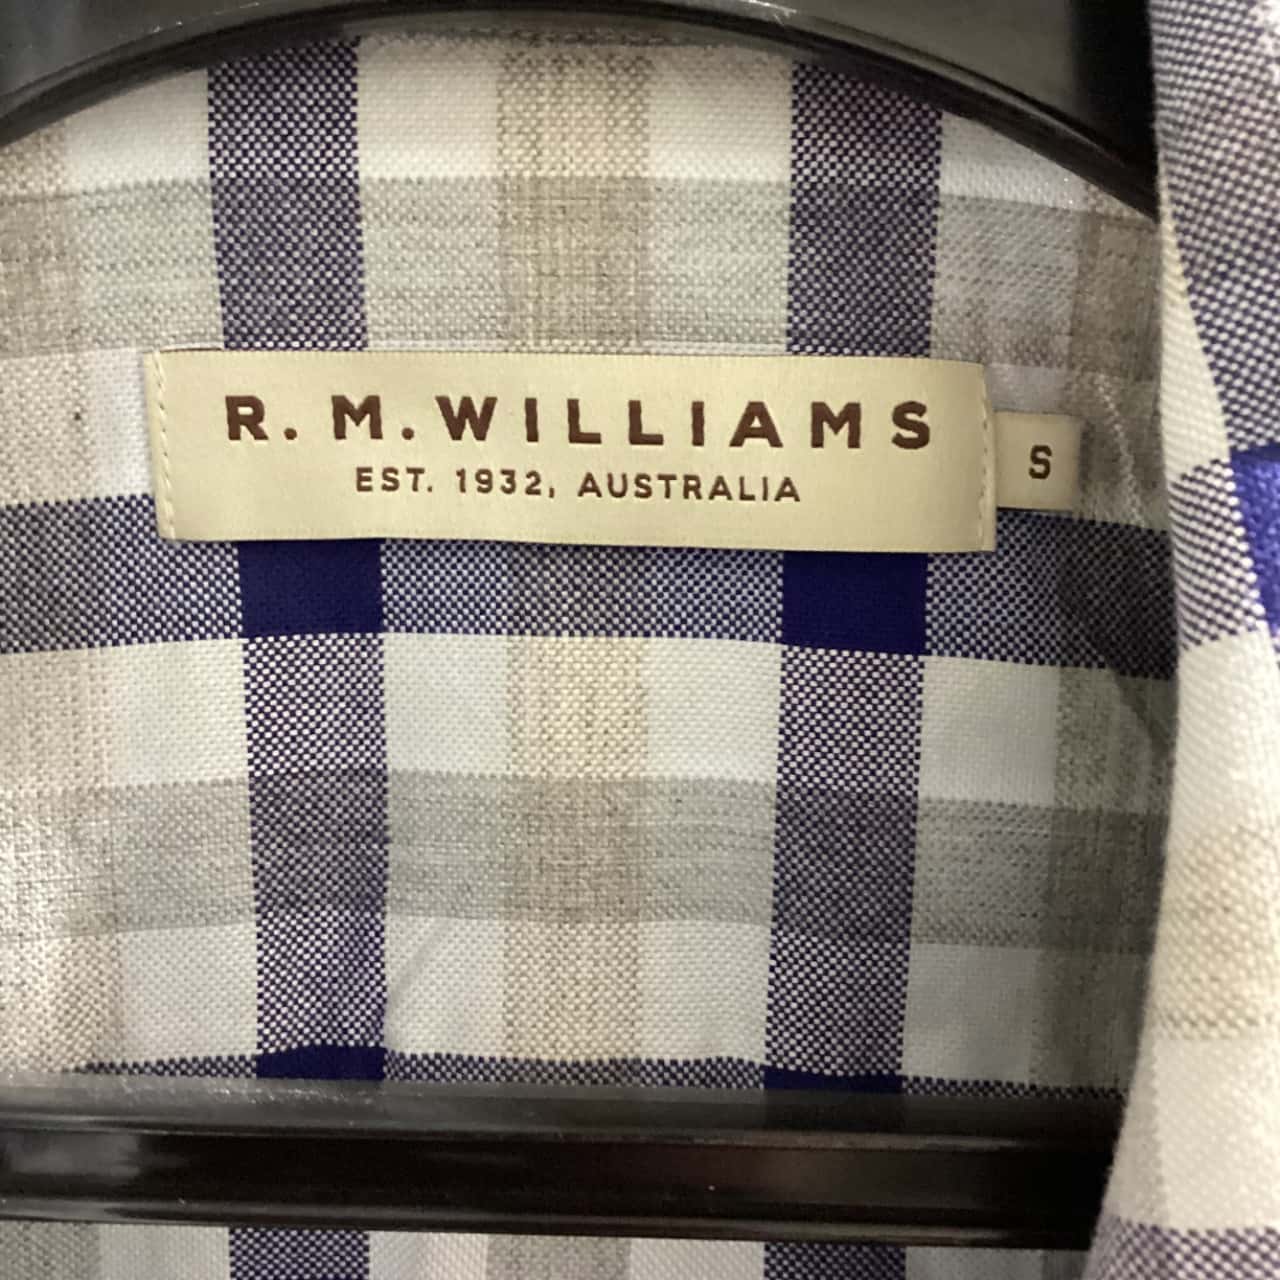 R. M. WILLIAMS
EST. 1932, AUSTRALIA
S